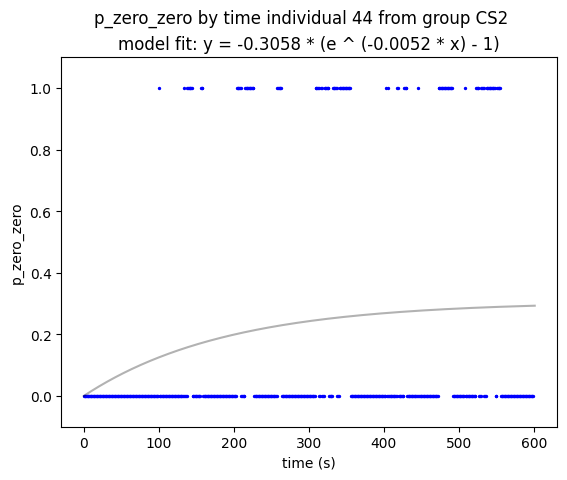 p_zero_zero by time individual 44 from group CS2
model fit: y = -0.3058 * (e ^ (-0.0052 * x) - 1)
1.0
0.8
0.6
0.4
0.2
0.0
p_zero_zero
0 100 200 300 400 500 600
time (s)